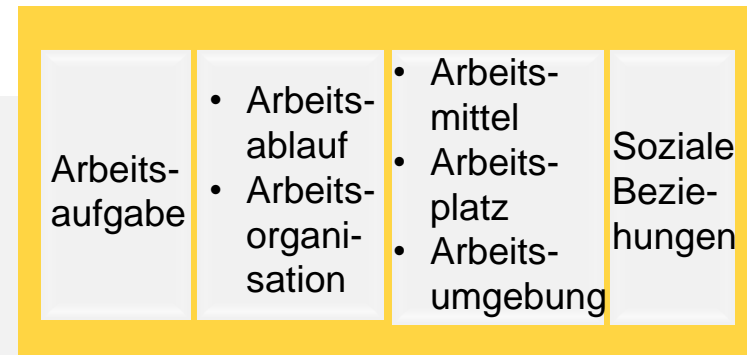 Arbeits-
aufgabe
• Arbeits-
ablauf
• Arbeits-
organi-
sation
• Arbeits-
mittel
• Arbeits-
platz
• Arbeits-
umgebung
Soziale
Bezie-
hungen